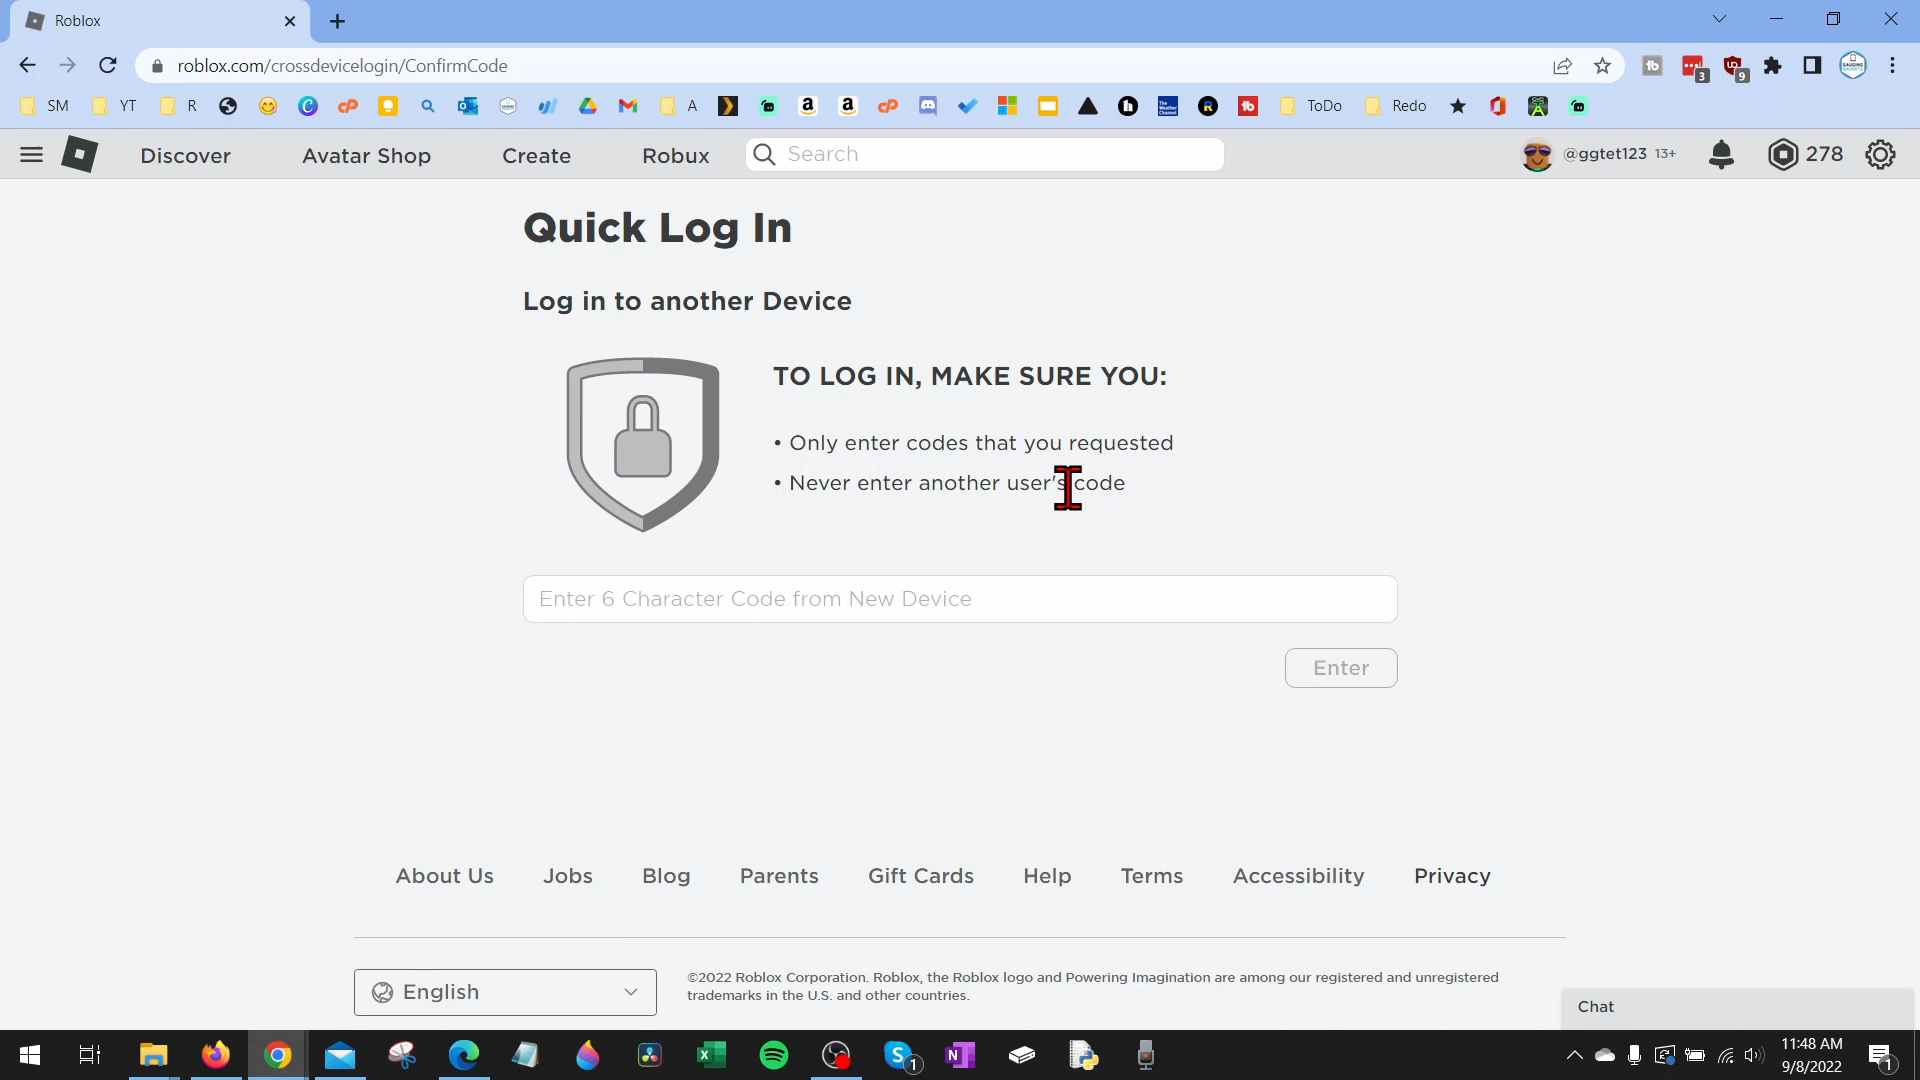 Roblox
roblox.com/crossdevicelogin/ConfirmCode
3
9
SM
YT
R
A
ToDo
Redo
Discover
Avatar Shop
Create
Robux
Search
@ggtet123 13+
278
Quick Log In
Log in to another Device
TO LOG IN, MAKE SURE YOU:
• Only enter codes that you requested
• Never enter another user's code
Enter 6 Character Code from New Device
Enter
About Us
Jobs
Blog
Parents
Gift Cards
Help
Terms
Accessibility
Privacy
English
©2022 Roblox Corporation. Roblox, the Roblox logo and Powering Imagination are among our registered and unregistered
trademarks in the U.S. and other countries.
Chat
1
11:48 AM
9/8/2022
1